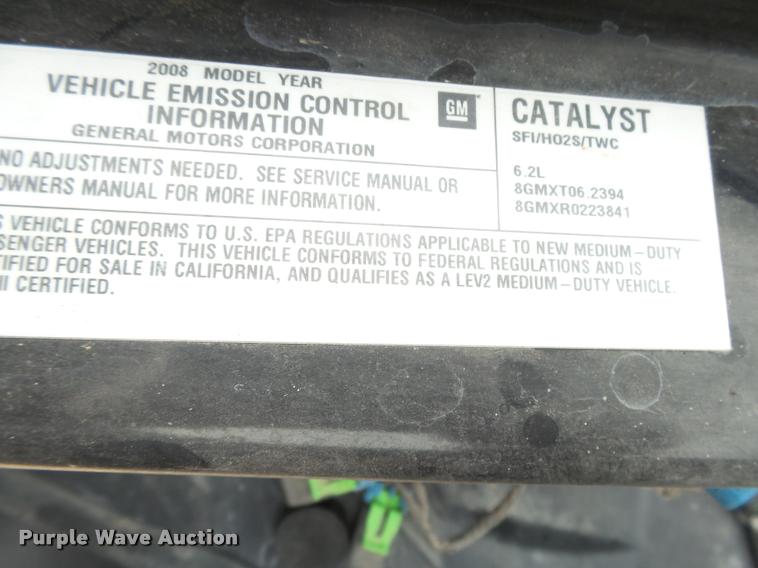 2008 MODEL YEAR
VEHICLE EMISSION CONTROL
INFORMATION
GENERAL MOTORS CORPORATION
GM
NO ADJUSTMENTS NEEDED. SEE SERVICE MANUAL OR
OWNERS MANUAL FOR MORE INFORMATION.
CATALYST
SFI/HO2S/TWC
6.2L
8GMXT06.2394
8GMXR0223841
VEHICLE CONFORMS TO U.S. EPA REGULATIONS APPLICABLE TO NEW MEDIUM-DUTY
SENGER VEHICLES. THIS VEHICLE CONFORMS TO FEDERAL REGULATIONS AND IS
TIFIED FOR SALE IN CALIFORNIA, AND QUALIFIES AS A LEV2 MEDIUM-DUTY VEHICLE.
II CERTIFIED.
Purple Wave Auction
purplewave.com